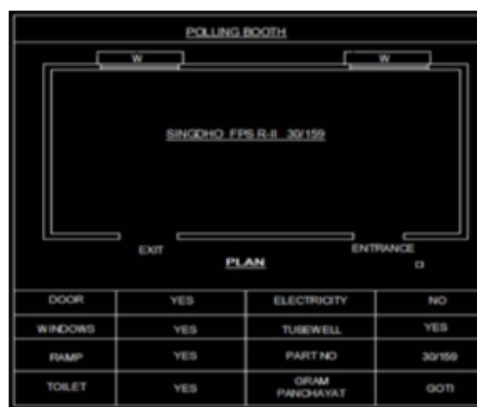 POLLING BOOTH
W W
SINGDHO FPS R-II 30/159
EXIT ENTRANCE
PLAN
DOOR YES ELECTRICITY NO
WINDOWS YES TUBEWELL YES
RAMP YES PART NO 30/159
TOILET YES GRAM PANCHAYAT GOTI